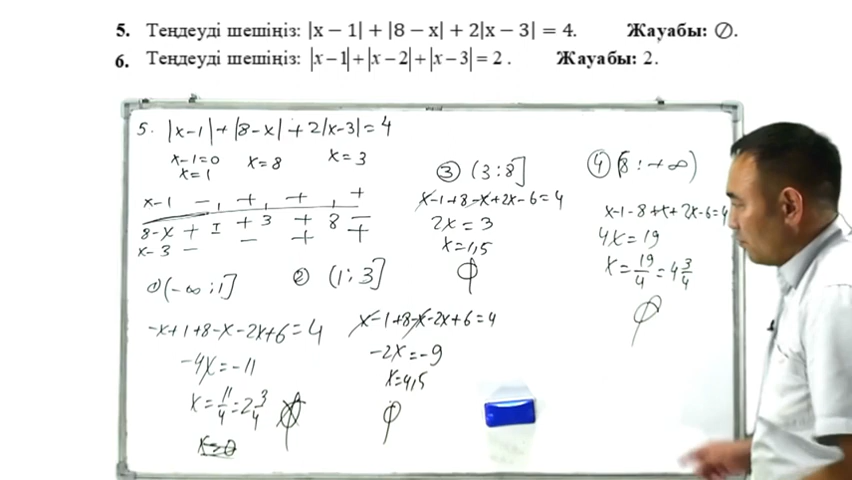 5. Теңдеуді шешіңіз: |x − 1| + |8 − x| + 2|x − 3| = 4. Жауабы: ∅.
6. Теңдеуді шешіңіз: |x−1|+|x−2|+|x−3|=2. Жауабы: 2.
5. |x-1|+|8-x|+2|x-3|=4
x-1=0 x=8 x=3
x=1
x-1 - , + , + , +
8-x + I + 3 + 8 -
x-3 - - + +
1) (-∞;1]
-x+1+8-x-2x+6=4
-4x=-11
x=11/4=2 3/4
∅
② (1;3]
x-1+8-x-2x+6=4
-2x=-9
x=4,5
∅
③ (3:8]
x-1+8-x+2x-6=4
2x=3
x=1,5
∅
④ (8:+∞)
x-1-8+x+2x-6=4
4x=19
x=19/4=4 3/4
∅